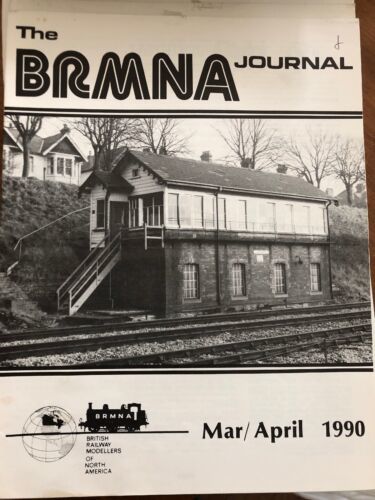 The
BRMNA JOURNAL
BRMNA
BRITISH
RAILWAY
MODELLERS
OF
NORTH
AMERICA
Mar/April 1990